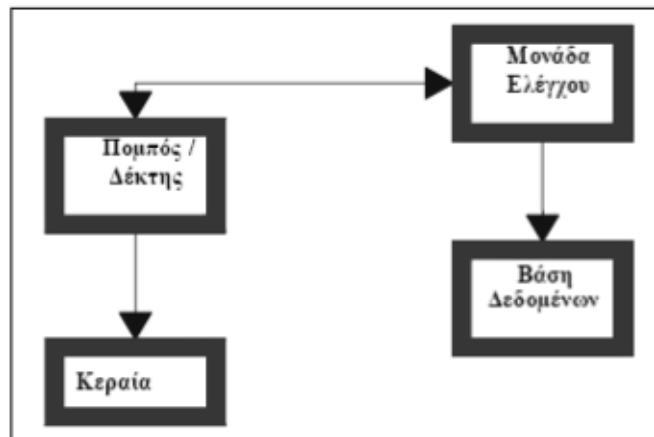 Μονάδα
Ελέγχου
Πομπός /
Δέκτης
Βάση
Δεδομένων
Κεραία